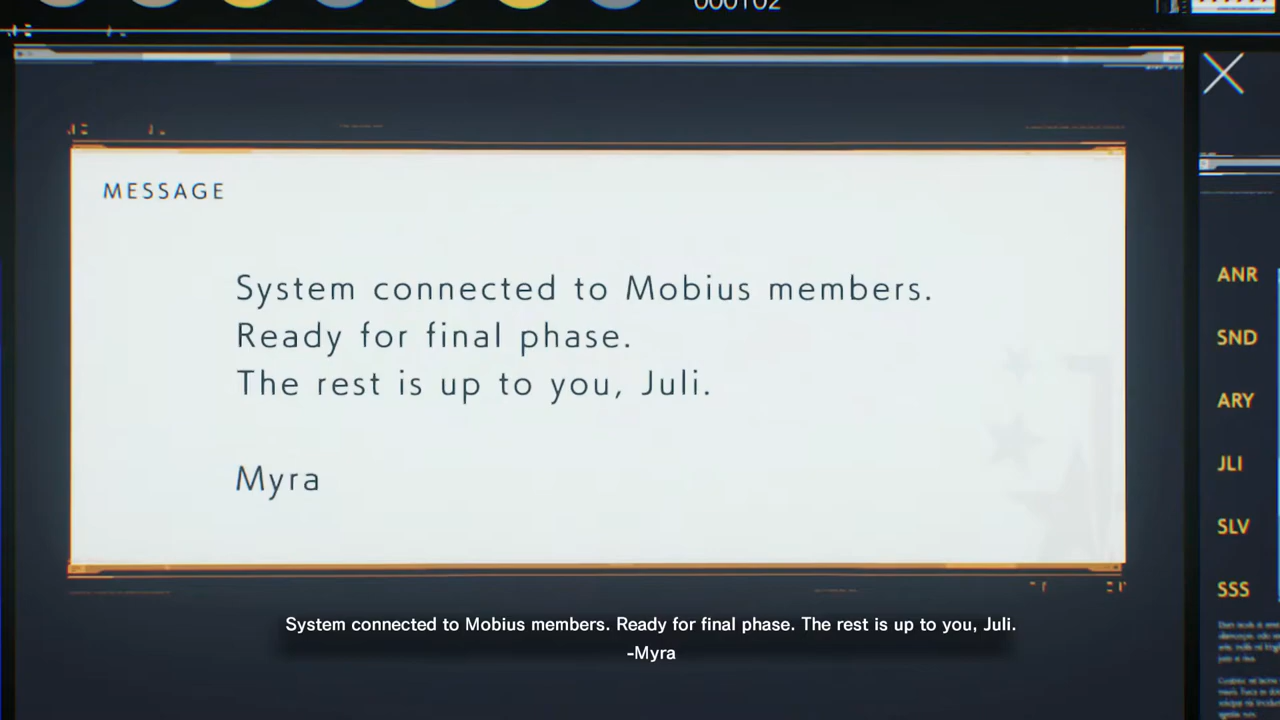 000102
MESSAGE
System connected to Mobius members.
Ready for final phase.
The rest is up to you, Juli.
Myra
ANR
SND
ARY
JLI
SLV
SSS
System connected to Mobius members. Ready for final phase. The rest is up to you, Juli.
-Myra